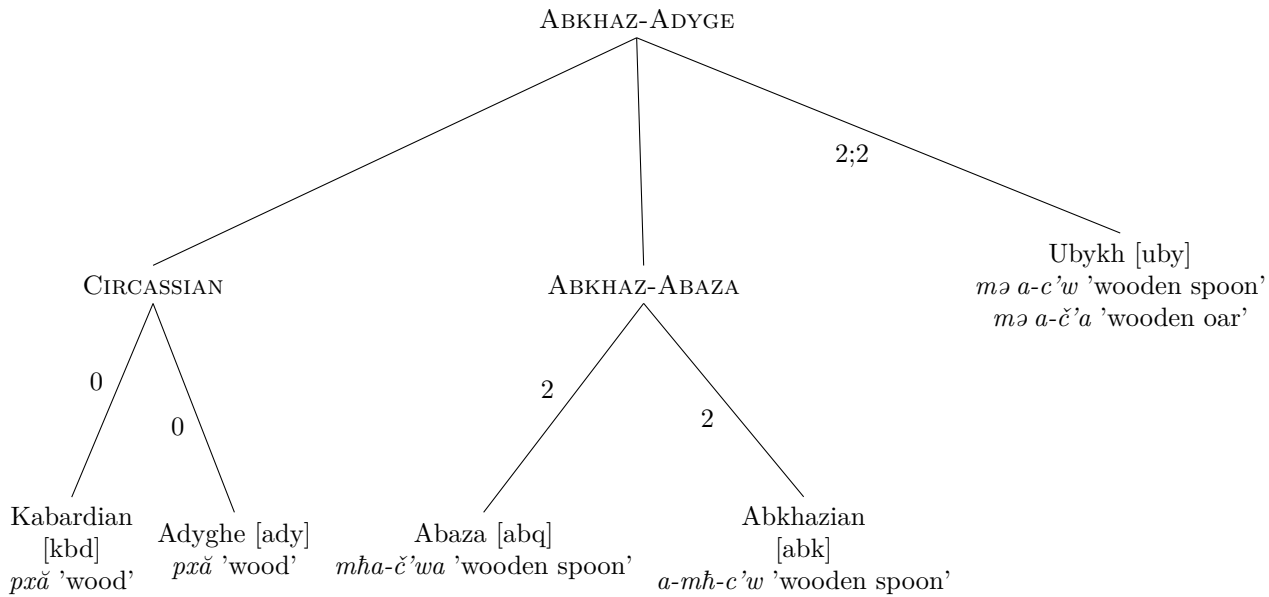 ABKHAZ-ADYGE
2;2
CIRCASSIAN
ABKHAZ-ABAZA
Ubykh [uby]
mə a-c’w ’wooden spoon’
mə a-č’a ’wooden oar’
0
0
2
2
Kabardian
[kbd]
pxă ’wood’
Adyghe [ady]
pxă ’wood’
Abaza [abq]
mħa-č’wa ’wooden spoon’
Abkhazian
[abk]
a-mħ-c’w ’wooden spoon’